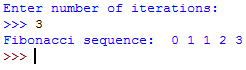 Enter number of iterations:
>>> 3
Fibonacci sequence:  0 1 1 2 3
>>>